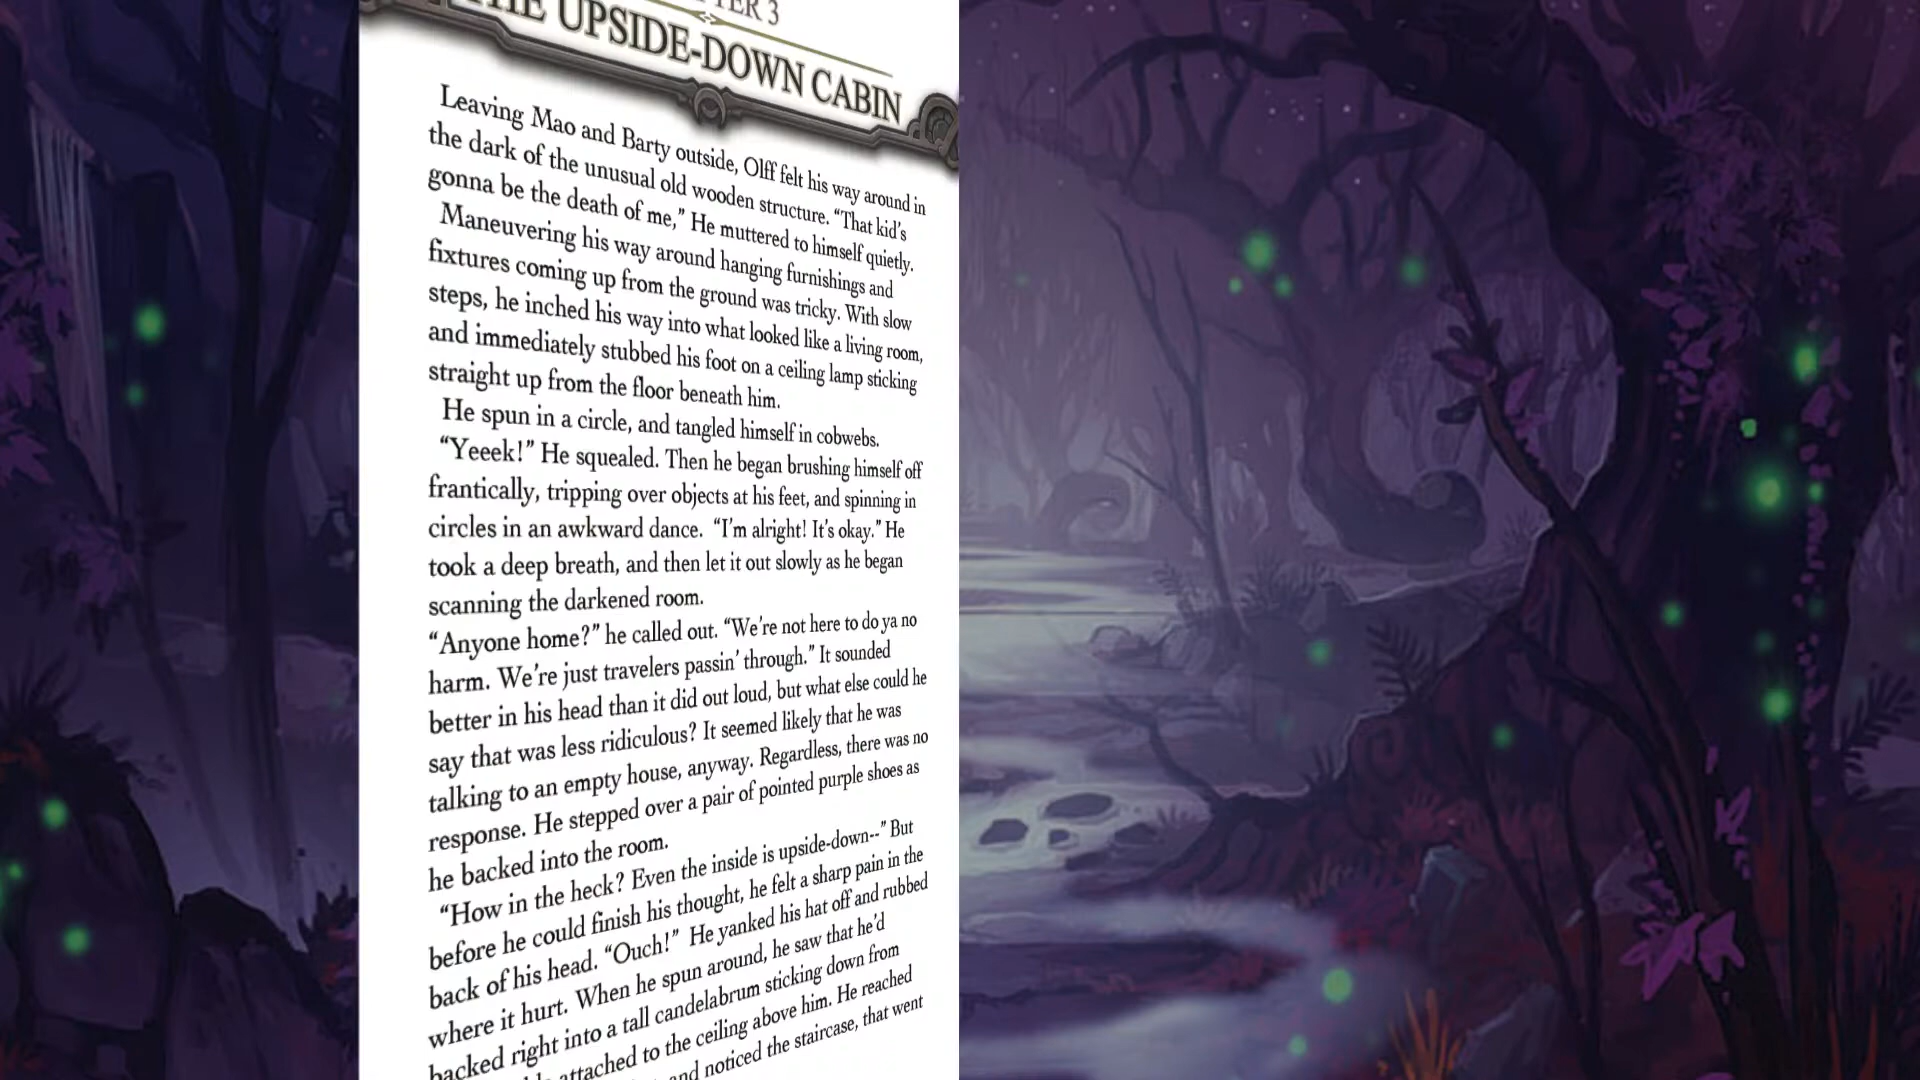 TER 3
THE UPSIDE-DOWN CABIN
Leaving Mao and Barty outside, Olff felt his way around in
the dark of the unusual old wooden structure. “That kid’s
gonna be the death of me,” He muttered to himself quietly.
Maneuvering his way around hanging furnishings and
fixtures coming up from the ground was tricky. With slow
steps, he inched his way into what looked like a living room,
and immediately stubbed his foot on a ceiling lamp sticking
straight up from the floor beneath him.
He spun in a circle, and tangled himself in cobwebs.
“Yeeek!” He squealed. Then he began brushing himself off
frantically, tripping over objects at his feet, and spinning in
circles in an awkward dance. “I’m alright! It’s okay.” He
took a deep breath, and then let it out slowly as he began
scanning the darkened room.
“Anyone home?” he called out. “We’re not here to do ya no
harm. We’re just travelers passin’ through.” It sounded
better in his head than it did out loud, but what else could he
say that was less ridiculous? It seemed likely that he was
talking to an empty house, anyway. Regardless, there was no
response. He stepped over a pair of pointed purple shoes as
he backed into the room.
“How in the heck? Even the inside is upside-down--” But
before he could finish his thought, he felt a sharp pain in the
back of his head. “Ouch!” He yanked his hat off and rubbed
where it hurt. When he spun around, he saw that he’d
backed right into a tall candelabrum sticking down from
attached to the ceiling above him. He reached
and noticed the staircase, that went